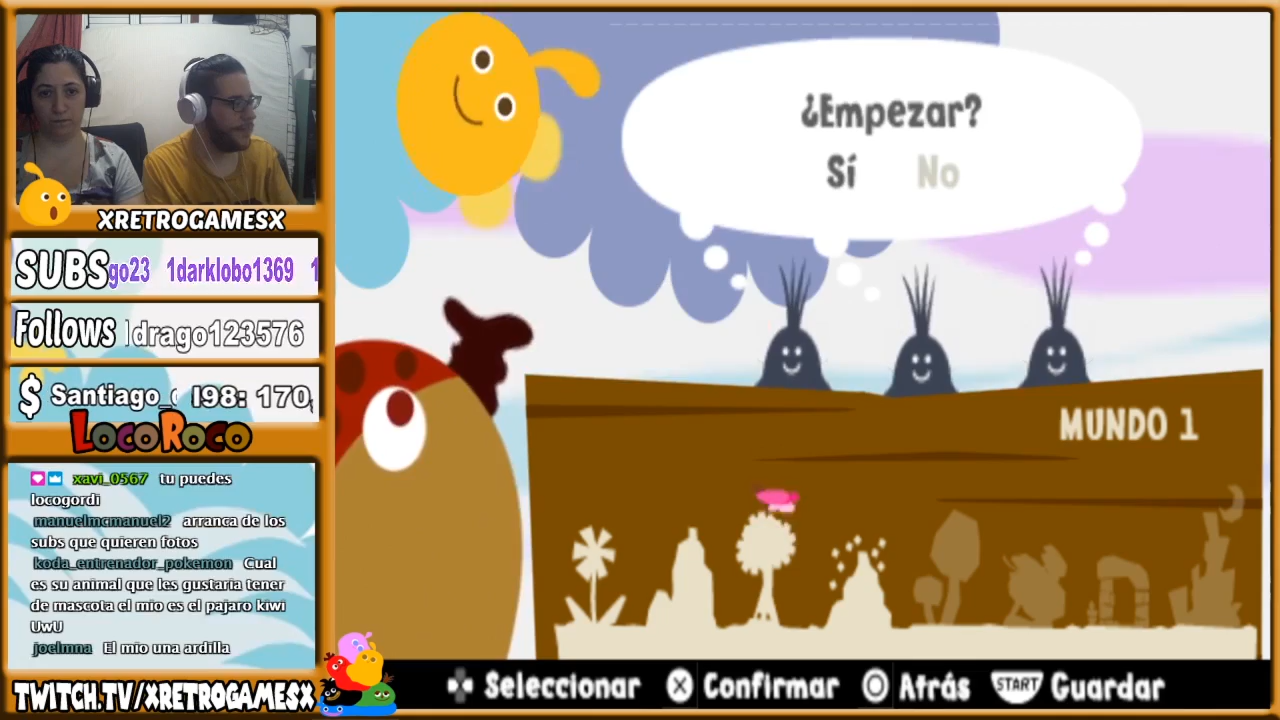 ¿Empezar?
Sí No
MUNDO 1
XRETROGAMESX
SUBS go23 1darklobo1369
Follows ldrago123576
$ Santiago_ l98: 170
LocoRoco
xavi_0567 tu puedes
locogordi
manuelmcmanuel2 arranca de los
subs que quieren fotos
koda_entrenador_pokemon Cual
es su animal que les gustaria tener
de mascota el mio es el pajaro kiwi
UwU
joelmna El mio una ardilla
TWITCH.TV/XRETROGAMESX
Seleccionar Confirmar Atrás START Guardar